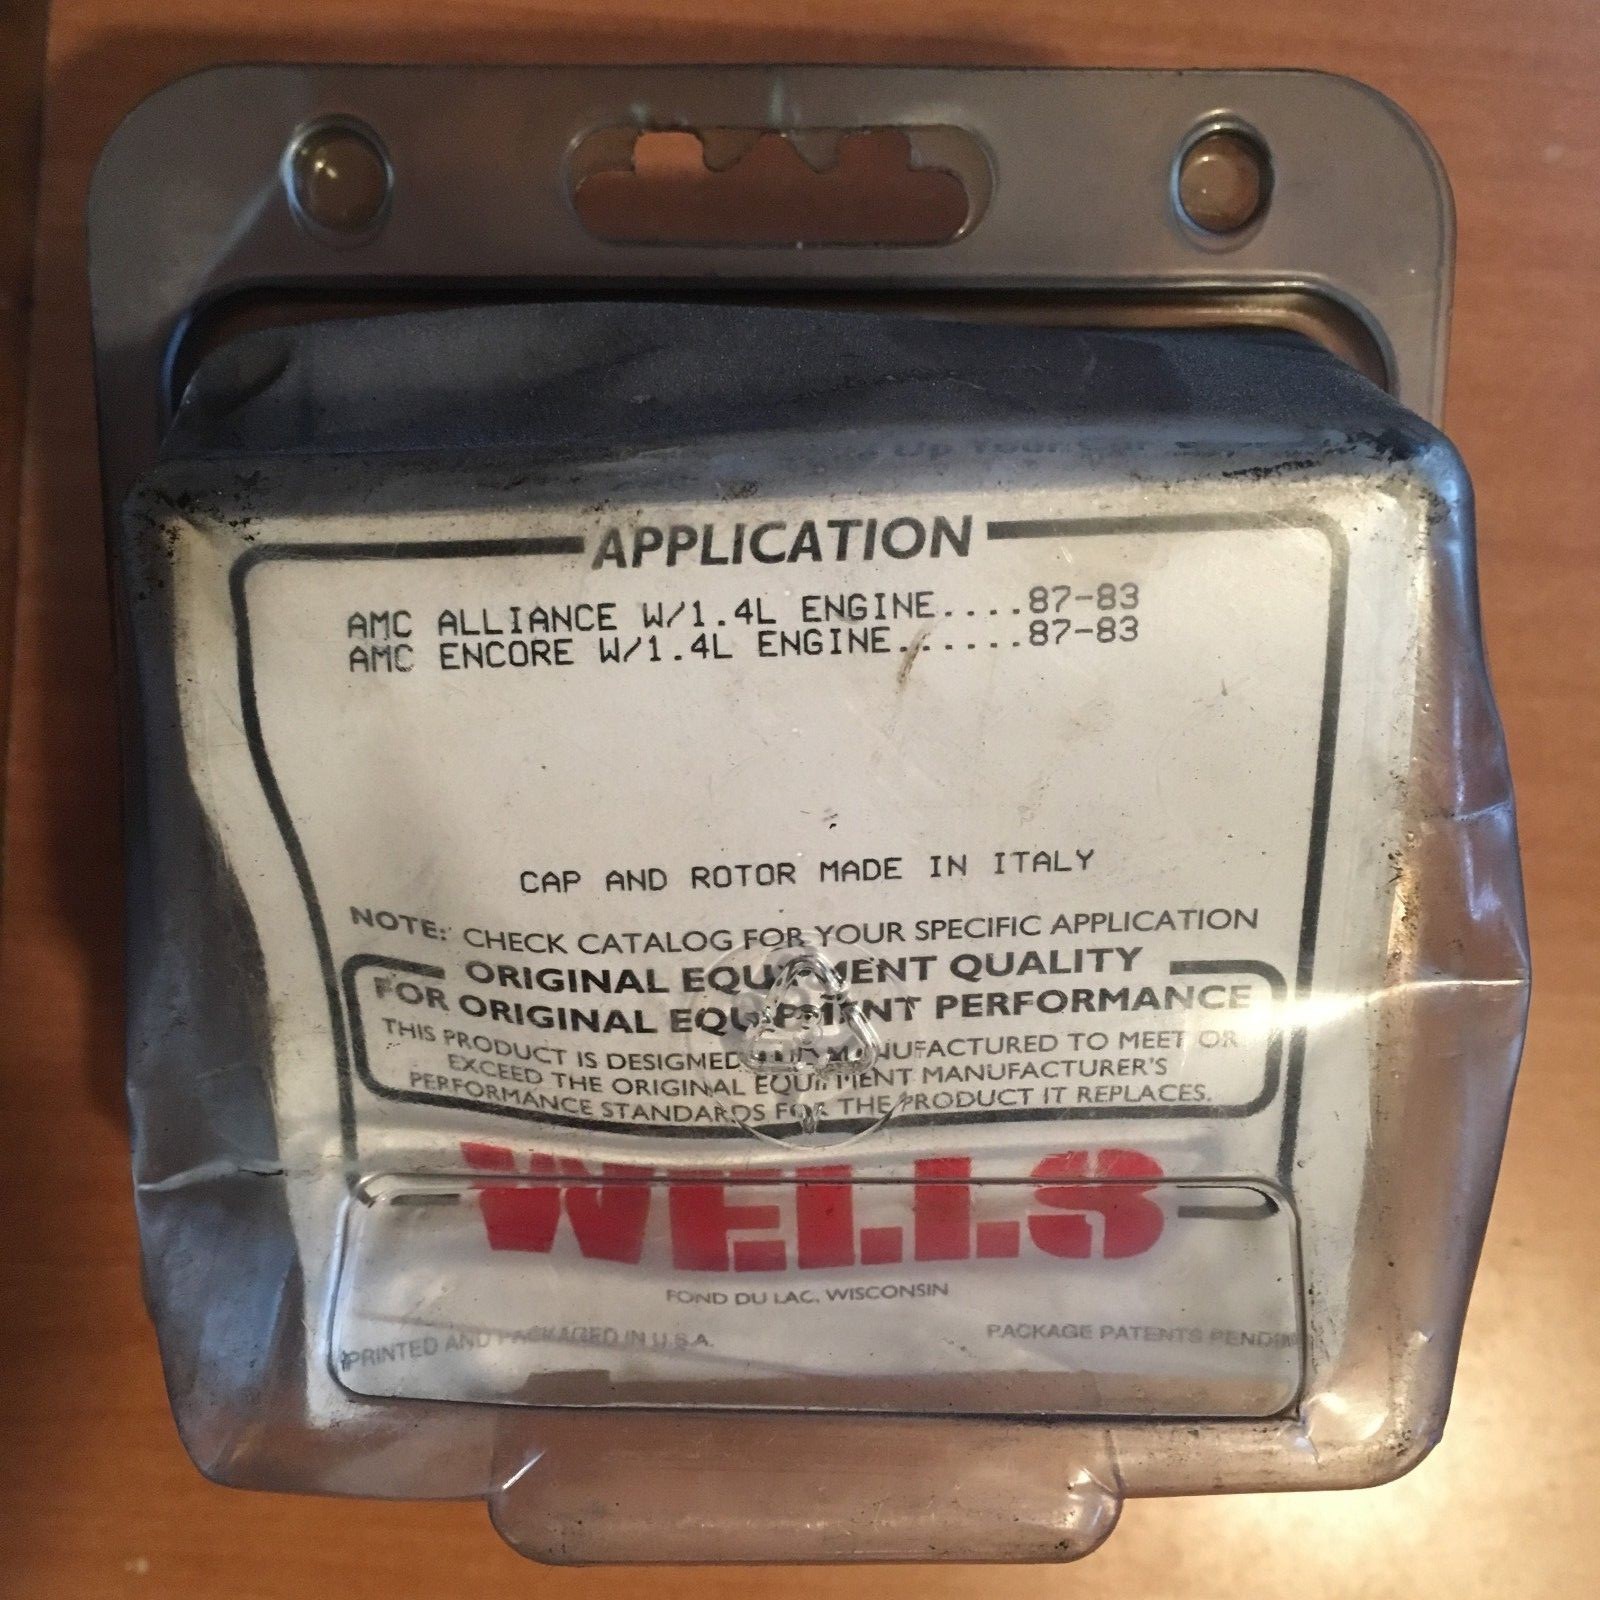 Up Your Car
APPLICATION
AMC ALLIANCE W/1.4L ENGINE....87-83
AMC ENCORE W/1.4L ENGINE......87-83
CAP AND ROTOR MADE IN ITALY
NOTE: CHECK CATALOG FOR YOUR SPECIFIC APPLICATION
ORIGINAL EQUIPMENT QUALITY
FOR ORIGINAL EQUIPMENT PERFORMANCE
THIS PRODUCT IS DESIGNED AND MANUFACTURED TO MEET OR
EXCEED THE ORIGINAL EQUIPMENT MANUFACTURER'S
PERFORMANCE STANDARDS FOR THE PRODUCT IT REPLACES.
WELLS
FOND DU LAC, WISCONSIN
PRINTED AND PACKAGED IN U.S.A.
PACKAGE PATENTS PENDING